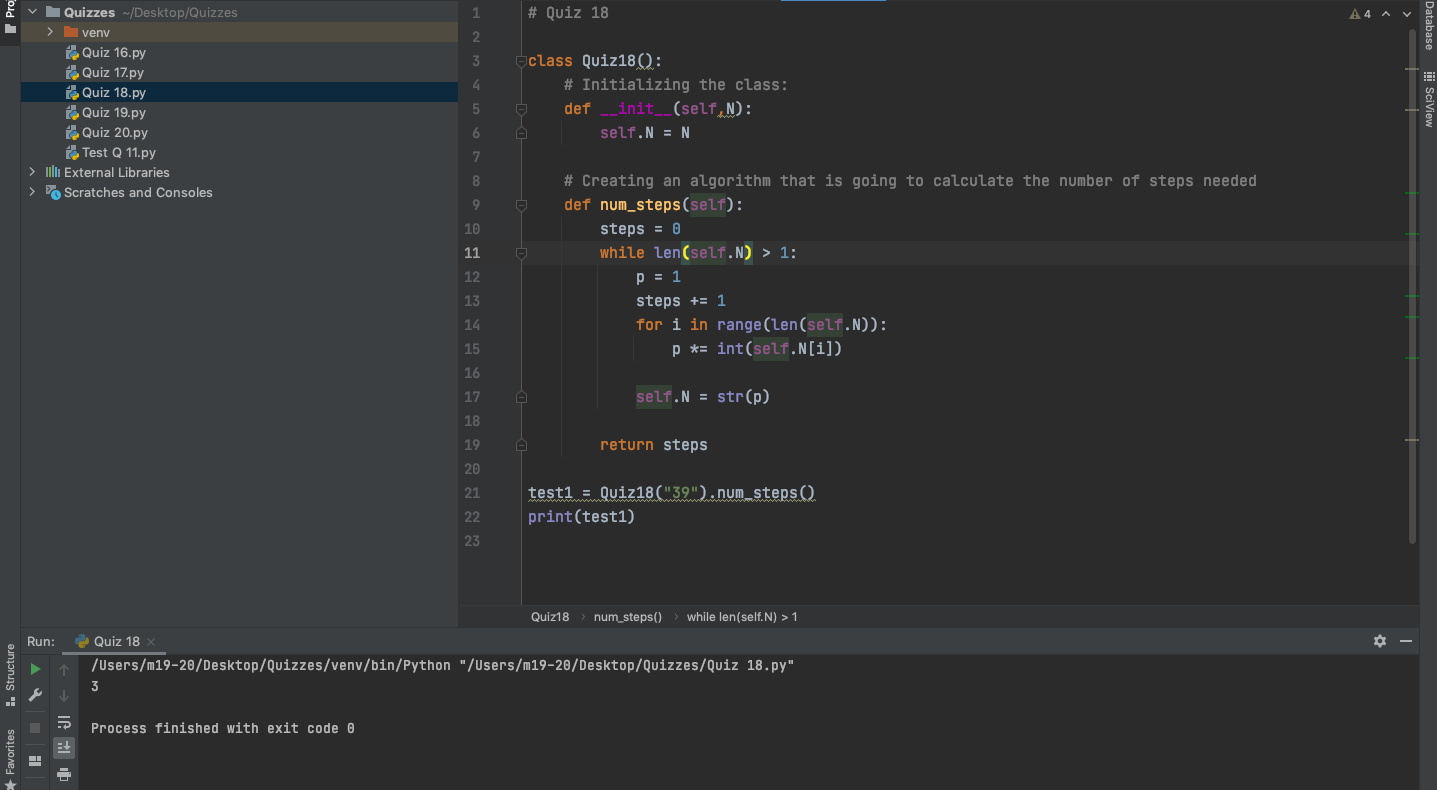 Proj
Quizzes ~/Desktop/Quizzes
venv
Quiz 16.py
Quiz 17.py
Quiz 18.py
Quiz 19.py
Quiz 20.py
Test Q 11.py
External Libraries
Scratches and Consoles
1 # Quiz 18
2
3 class Quiz18():
4     # Initializing the class:
5     def __init__(self,N):
6         self.N = N
7
8     # Creating an algorithm that is going to calculate the number of steps needed
9     def num_steps(self):
10         steps = 0
11         while len(self.N) > 1:
12             p = 1
13             steps += 1
14             for i in range(len(self.N)):
15                 p *= int(self.N[i])
16
17             self.N = str(p)
18
19         return steps
20
21 test1 = Quiz18("39").num_steps()
22 print(test1)
23
4
Database
SciView
Quiz18 > num_steps() > while len(self.N) > 1
Structure
Favorites
Run: Quiz 18 ×
/Users/m19-20/Desktop/Quizzes/venv/bin/Python "/Users/m19-20/Desktop/Quizzes/Quiz 18.py"
3
Process finished with exit code 0